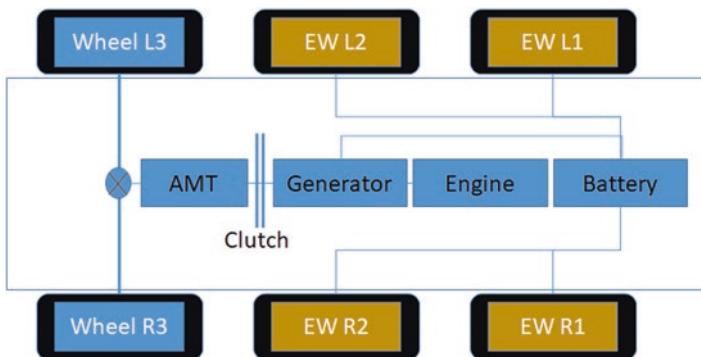 Wheel L3
EW L2
EW L1
AMT
Generator
Engine
Battery
Clutch
Wheel R3
EW R2
EW R1